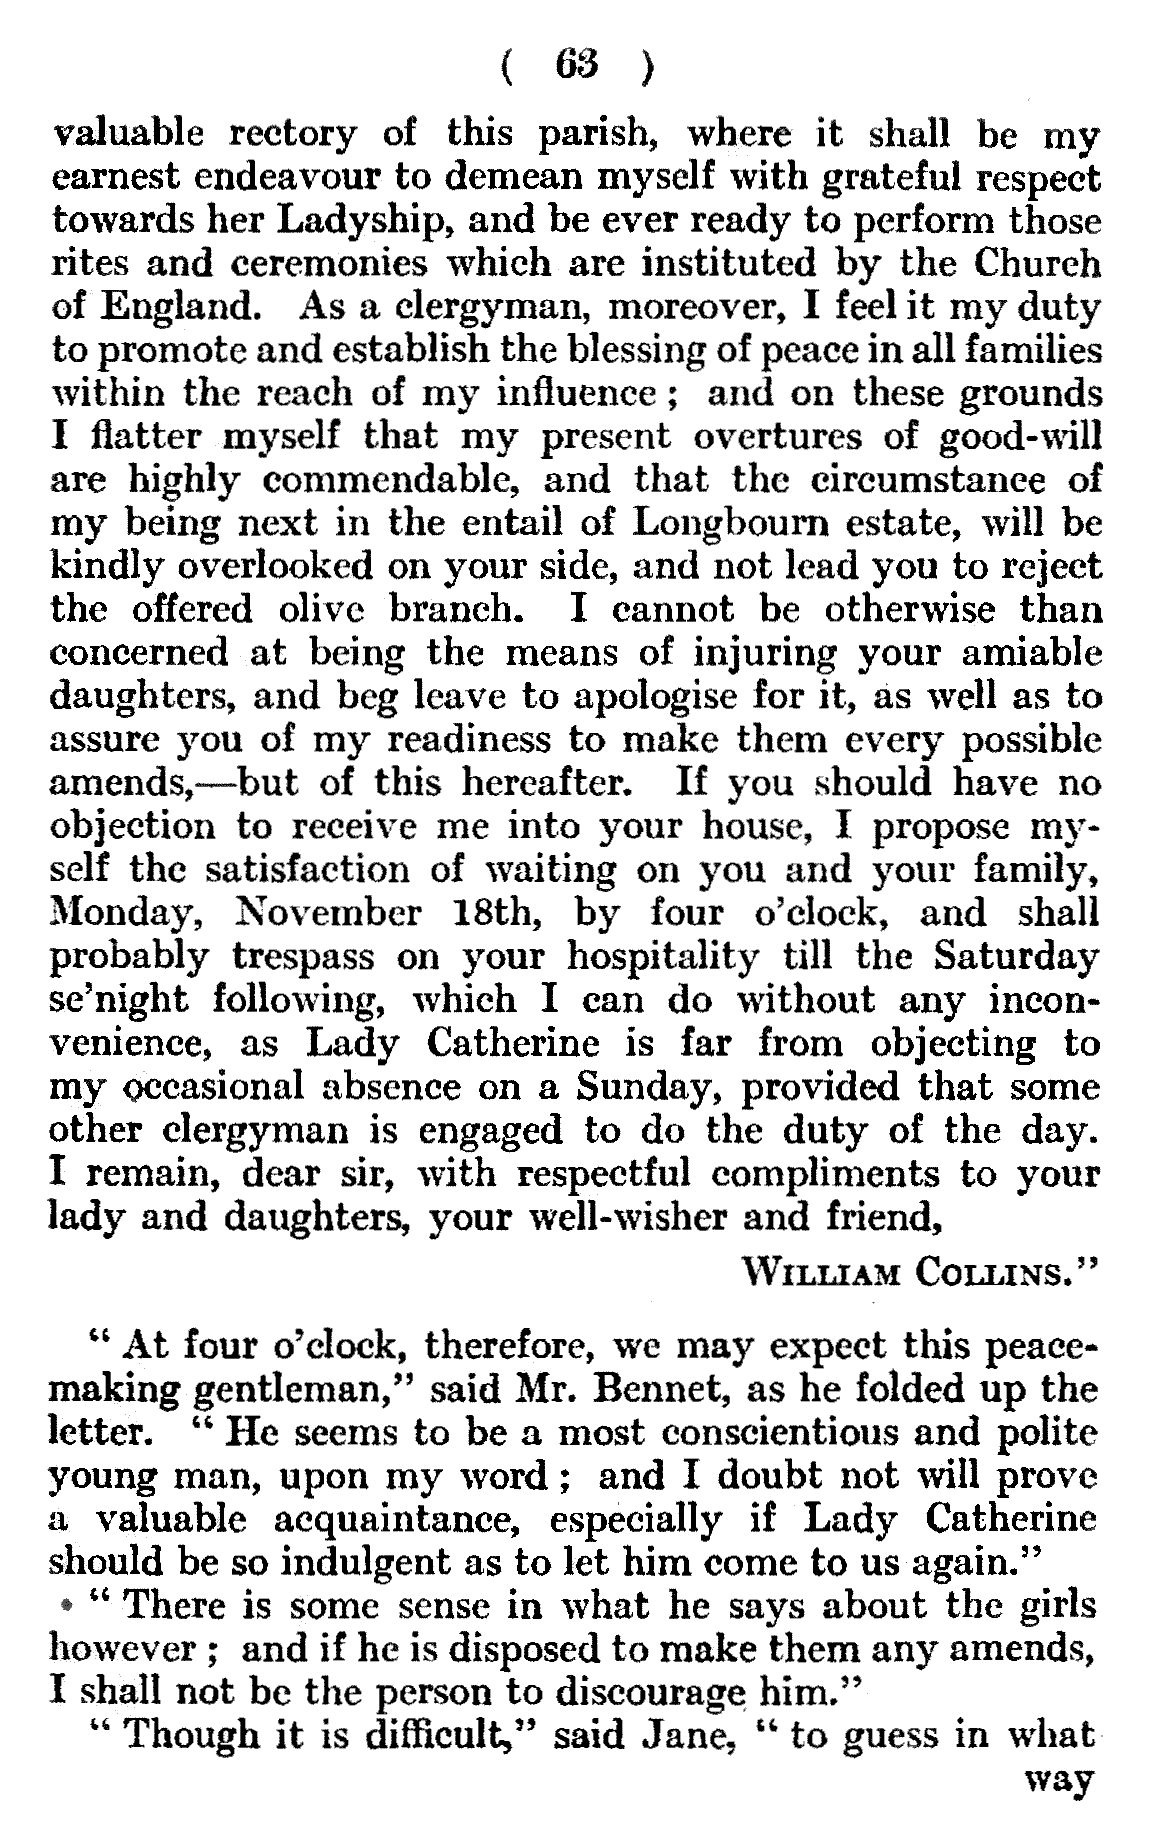 ( 63 )
valuable rectory of this parish, where it shall be my
earnest endeavour to demean myself with grateful respect
towards her Ladyship, and be ever ready to perform those
rites and ceremonies which are instituted by the Church
of England. As a clergyman, moreover, I feel it my duty
to promote and establish the blessing of peace in all families
within the reach of my influence ; and on these grounds
I flatter myself that my present overtures of good-will
are highly commendable, and that the circumstance of
my being next in the entail of Longbourn estate, will be
kindly overlooked on your side, and not lead you to reject
the offered olive branch. I cannot be otherwise than
concerned at being the means of injuring your amiable
daughters, and beg leave to apologise for it, as well as to
assure you of my readiness to make them every possible
amends,—but of this hereafter. If you should have no
objection to receive me into your house, I propose my-
self the satisfaction of waiting on you and your family,
Monday, November 18th, by four o'clock, and shall
probably trespass on your hospitality till the Saturday
se'night following, which I can do without any incon-
venience, as Lady Catherine is far from objecting to
my occasional absence on a Sunday, provided that some
other clergyman is engaged to do the duty of the day.
I remain, dear sir, with respectful compliments to your
lady and daughters, your well-wisher and friend,
WILLIAM COLLINS."
" At four o'clock, therefore, we may expect this peace-
making gentleman," said Mr. Bennet, as he folded up the
letter. " He seems to be a most conscientious and polite
young man, upon my word ; and I doubt not will prove
a valuable acquaintance, especially if Lady Catherine
should be so indulgent as to let him come to us again."
" There is some sense in what he says about the girls
however ; and if he is disposed to make them any amends,
I shall not be the person to discourage him."
" Though it is difficult," said Jane, " to guess in what
way